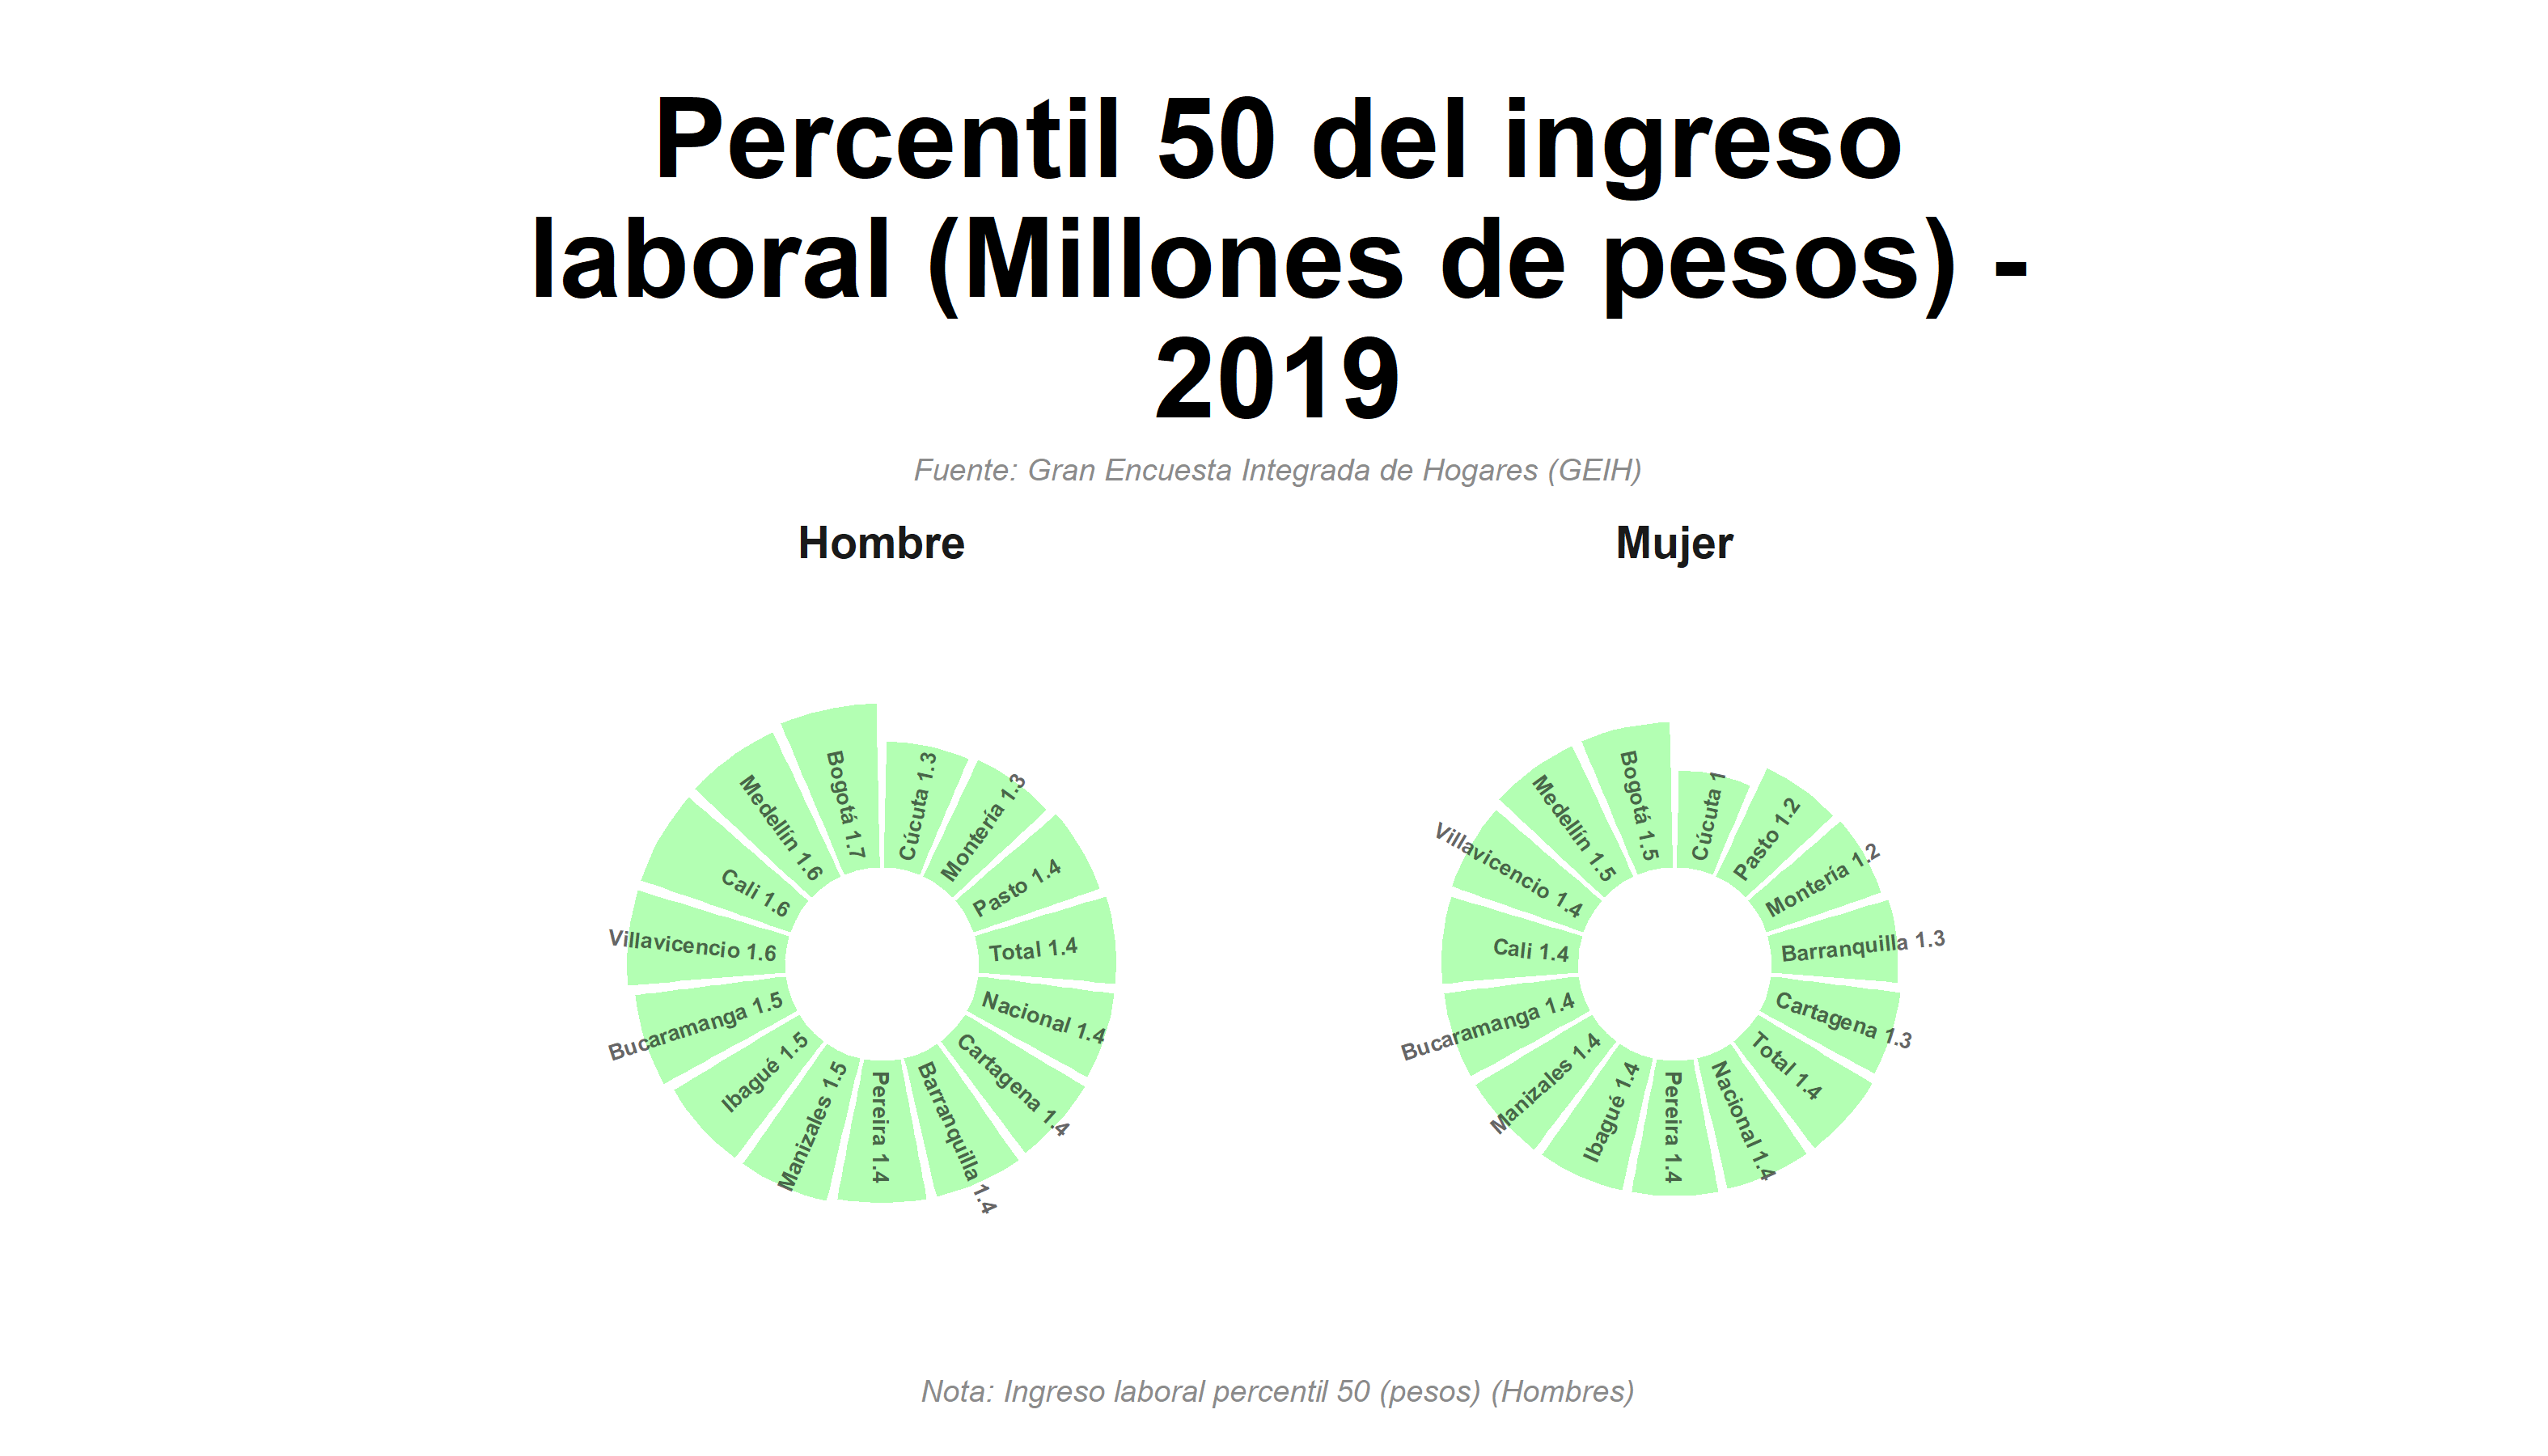 Percentil 50 del ingreso
laboral (Millones de pesos) -
2019
Fuente: Gran Encuesta Integrada de Hogares (GEIH)
Hombre
Cúcuta 1.3
Montería 1.3
Pasto 1.4
Total 1.4
Nacional 1.4
Cartagena 1.4
Barranquilla 1.4
Pereira 1.4
Manizales 1.5
Ibagué 1.5
Bucaramanga 1.5
Villavicencio 1.6
Cali 1.6
Medellín 1.6
Bogotá 1.7
Mujer
Cúcuta 1
Pasto 1.2
Montería 1.2
Barranquilla 1.3
Cartagena 1.3
Total 1.4
Nacional 1.4
Pereira 1.4
Ibagué 1.4
Manizales 1.4
Bucaramanga 1.4
Cali 1.4
Villavicencio 1.4
Medellín 1.5
Bogotá 1.5
Nota: Ingreso laboral percentil 50 (pesos) (Hombres)